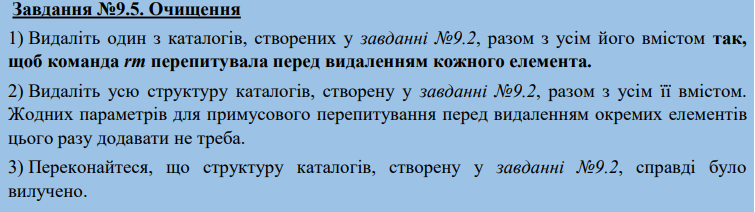 Завдання №9.5. Очищення
1) Видаліть один з каталогів, створених у завданні №9.2, разом з усім його вмістом так,
щоб команда rm перепитувала перед видаленням кожного елемента.
2) Видаліть усю структуру каталогів, створену у завданні №9.2, разом з усім її вмістом.
Жодних параметрів для примусового перепитування перед видаленням окремих елементів
цього разу додавати не треба.
3) Переконайтеся, що структуру каталогів, створену у завданні №9.2, справді було
вилучено.